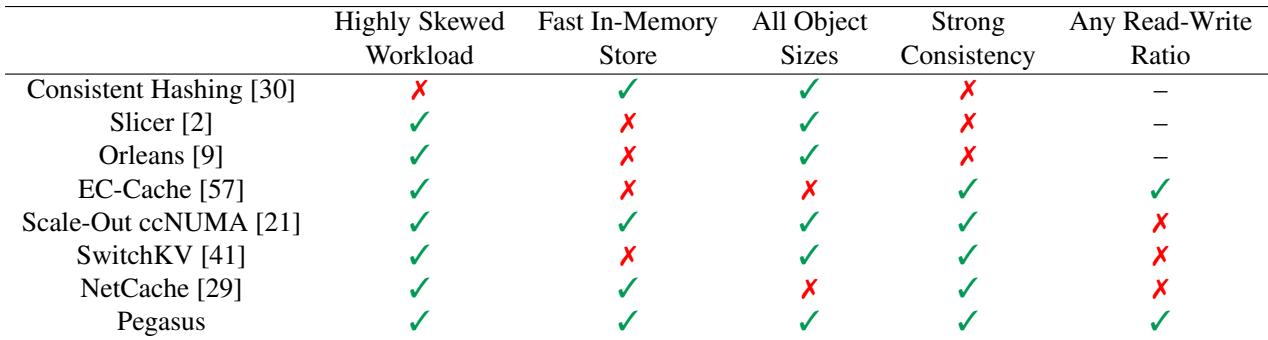 Highly Skewed Fast In-Memory All Object Strong Any Read-Write
Workload Store Sizes Consistency Ratio
Consistent Hashing [30] ✗ ✓ ✓ ✗ –
Slicer [2] ✓ ✗ ✓ ✗ –
Orleans [9] ✓ ✗ ✓ ✗ –
EC-Cache [57] ✓ ✗ ✗ ✓ ✓
Scale-Out ccNUMA [21] ✓ ✓ ✓ ✓ ✗
SwitchKV [41] ✓ ✗ ✓ ✓ ✗
NetCache [29] ✓ ✓ ✗ ✓ ✗
Pegasus ✓ ✓ ✓ ✓ ✓